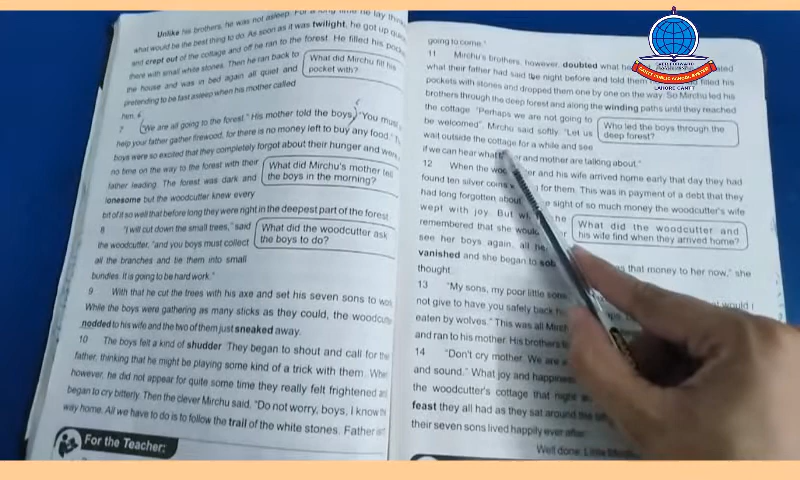 Unlike his brothers, he was not asleep. For a long time he lay think
what would be the best thing to do. As soon as it was twilight, he got up qui
and crept out of the cottage and off he ran to the forest. He filled his pock
there with small white stones. Then he ran back to
the house and was in bed again all quiet and
pretending to be fast asleep when his mother called
hen.
What did Mirchu fill his
pocket with?
7 "We are all going to the forest." His mother told the boys, "You must
help your father gather firewood, for there is no money left to buy any food."
boys were so excited that they completely forgot about their hunger and were
no time on the way to the forest with their
father leading. The forest was dark and
lonesome but the woodcutter knew every
What did Mirchu's mother tell
the boys in the morning?
bit of it so well that before long they were right in the deepest part of the forest
8 "I will cut down the small trees," said
the woodcutter, "and you boys must collect
all the branches and tie them into small
bundles. It is going to be hard work."
What did the woodcutter ask
the boys to do?
9 With that he cut the trees with his axe and set his seven sons to work
While the boys were gathering as many sticks as they could, the woodcutte
nodded to his wife and the two of them just sneaked away.
10 The boys felt a kind of shudder. They began to shout and call for the
father, thinking that he might be playing some kind of a trick with them. When
however, he did not appear for quite some time they really felt frightened and
began to cry bitterly. Then the clever Mirchu said, "Do not worry, boys, I know the
way home. All we have to do is to follow the trail of the white stones. Father
For the Teacher:
going to come."
11 Mirchu's brothers, however, doubted what he
what their father had said the night before and told them filled his
pockets with stones and dropped them one by one on the way. So Mirchu led his
brothers through the deep forest and along the winding paths until they reached
the cottage. "Perhaps we are not going to
be welcomed". Mirchu said softly. "Let us
wait outside the cottage for a while and see
if we can hear what and mother are talking about."
Who led the boys through the
deep forest?
12 When the and his wife arrived home early that day they had
found ten silver coins for them. This was in payment of a debt that they
had long forgotten about sight of so much money the woodcutter's wife
wept with joy. But she
remembered that she would
see her boys again, all her
vanished and she began to that money to her now," she
thought.
What did the woodcutter and
his wife find when they arrived home?
13 "My sons, my poor little sons would I
not give to have you safely back
eaten by wolves." This was all
and ran to his mother. His brothers
14 "Don't cry mother. We are
and sound." What joy and happiness
the woodcutter's cottage that night
feast they all had as they sat around the
their seven sons lived happily ever after.
Well done, Little
LAHORE CANTT